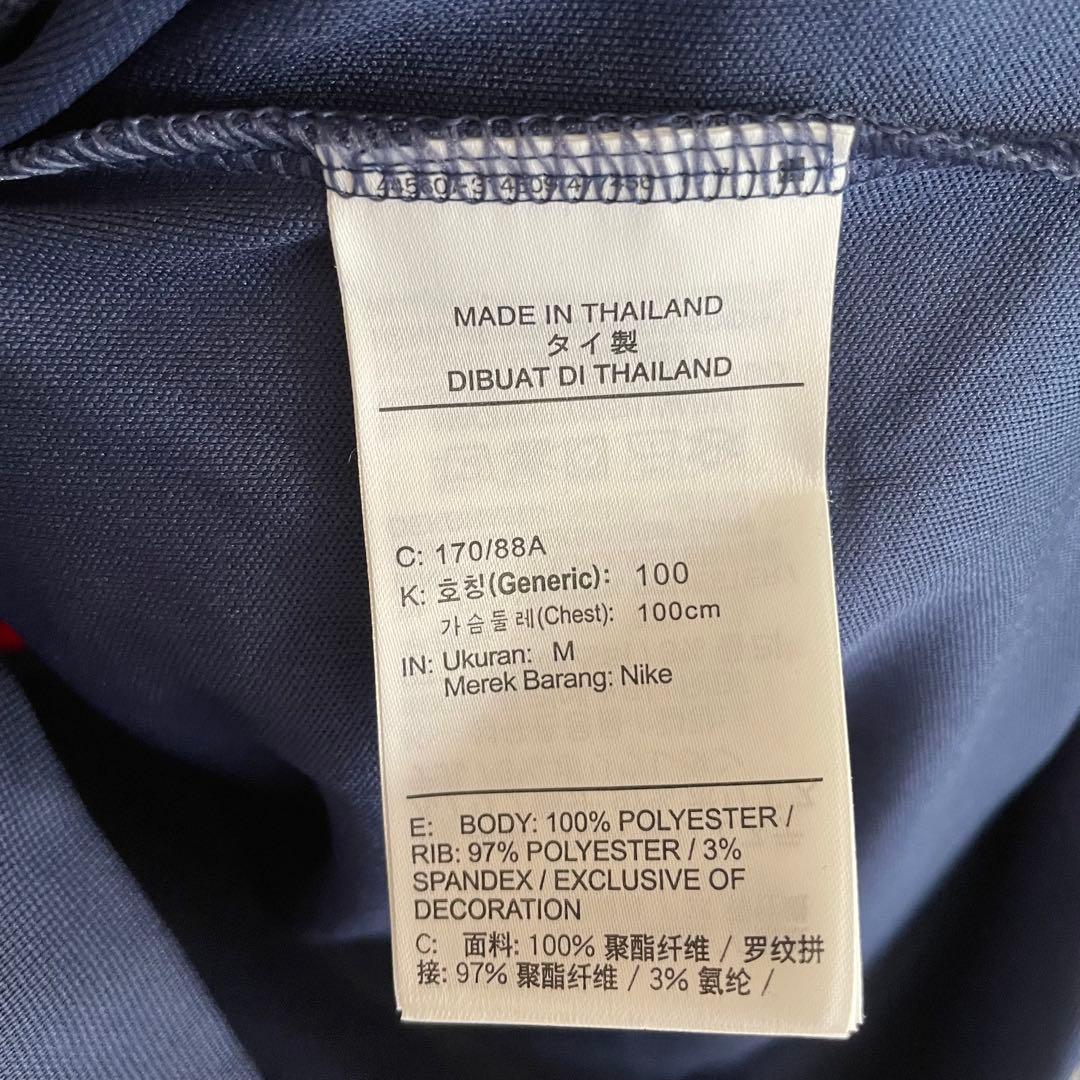 MADE IN THAILAND
タイ製
DIBUAT DI THAILAND
C: 170/88A
K: 호칭(Generic): 100
가슴둘레(Chest): 100cm
IN: Ukuran: M
Merek Barang: Nike
E: BODY: 100% POLYESTER /
RIB: 97% POLYESTER / 3%
SPANDEX / EXCLUSIVE OF
DECORATION
C: 面料: 100% 聚酯纤维 / 罗纹拼
接: 97% 聚酯纤维 / 3% 氨纶 /